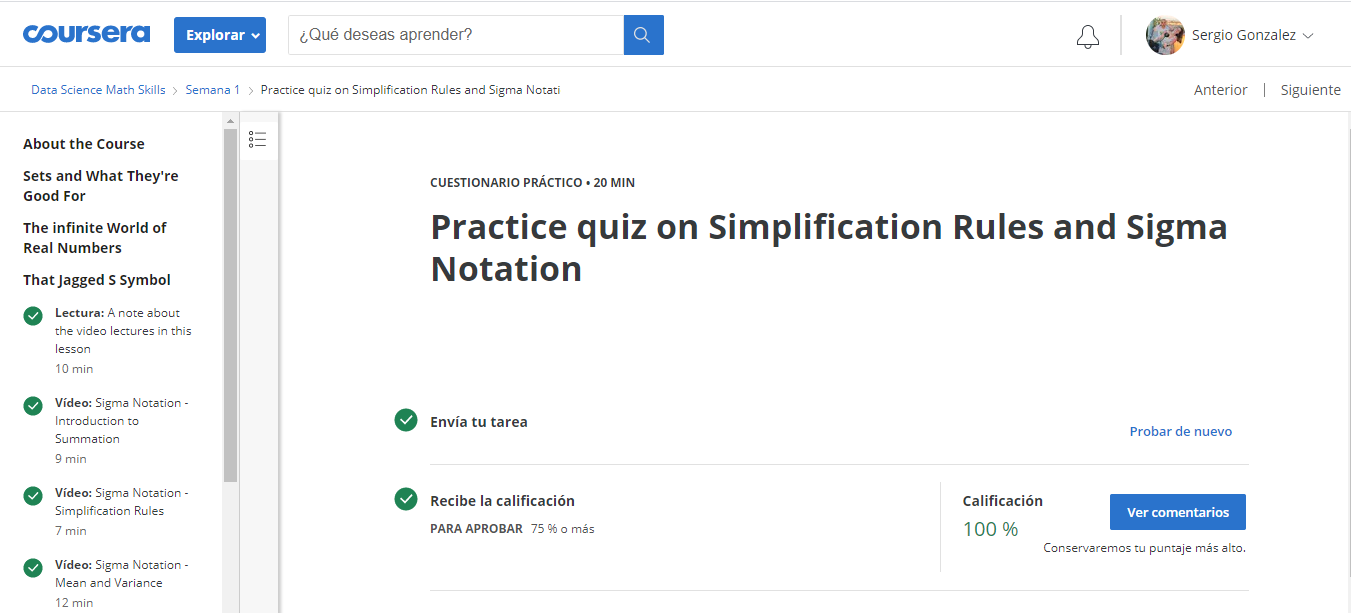 coursera
Explorar
¿Qué deseas aprender?
Sergio Gonzalez
Data Science Math Skills > Semana 1 > Practice quiz on Simplification Rules and Sigma Notati
Anterior | Siguiente
About the Course
Sets and What They're
Good For
The infinite World of
Real Numbers
That Jagged S Symbol
Lectura: A note about
the video lectures in this
lesson
10 min
Vídeo: Sigma Notation -
Introduction to
Summation
9 min
Vídeo: Sigma Notation -
Simplification Rules
7 min
Vídeo: Sigma Notation -
Mean and Variance
12 min
CUESTIONARIO PRÁCTICO • 20 MIN
Practice quiz on Simplification Rules and Sigma
Notation
Envía tu tarea
Probar de nuevo
Recibe la calificación
PARA APROBAR 75 % o más
Calificación
100 %
Ver comentarios
Conservaremos tu puntaje más alto.